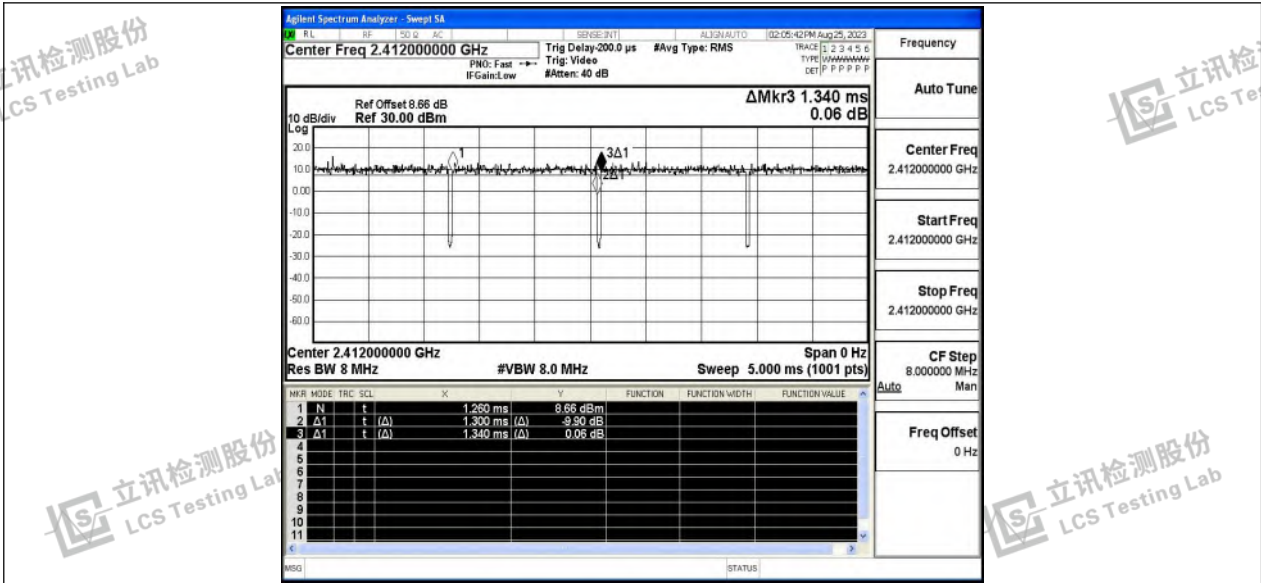 Agilent Spectrum Analyzer - Swept SA
RL RF 50 Ω AC SENSE:INT ALIGNAUTO 02:05:42PM Aug 25, 2023
Center Freq 2.412000000 GHz
PNO: Fast
IFGain:Low
Trig Delay-200.0 µs
Trig: Video
#Atten: 40 dB
#Avg Type: RMS
TRACE 1 2 3 4 5 6
TYPE
DET P P P P P P
Ref Offset 8.66 dB
Ref 30.00 dBm
10 dB/div
Log
ΔMkr3 1.340 ms
0.06 dB
20.0
10.0
0.00
-10.0
-20.0
-30.0
-40.0
-50.0
-60.0
1
3Δ1
2Δ1
Center 2.412000000 GHz
Span 0 Hz
Res BW 8 MHz
#VBW 8.0 MHz
Sweep 5.000 ms (1001 pts)
MKR MODE TRC SCL X Y FUNCTION FUNCTION WIDTH FUNCTION VALUE
1 N t 1.260 ms 8.66 dBm
2 Δ1 t (Δ) 1.300 ms (Δ) -9.90 dB
3 Δ1 t (Δ) 1.340 ms (Δ) 0.06 dB
4
5
6
7
8
9
10
11
MSG
STATUS
Frequency
Auto Tune
Center Freq
2.412000000 GHz
Start Freq
2.412000000 GHz
Stop Freq
2.412000000 GHz
CF Step
8.000000 MHz
Auto Man
Freq Offset
0 Hz
立讯检测股份
LCS Testing Lab
立讯检
LCS Tes
立讯检测股份
LCS Testing Lab
立讯检测股份
LCS Testing Lab